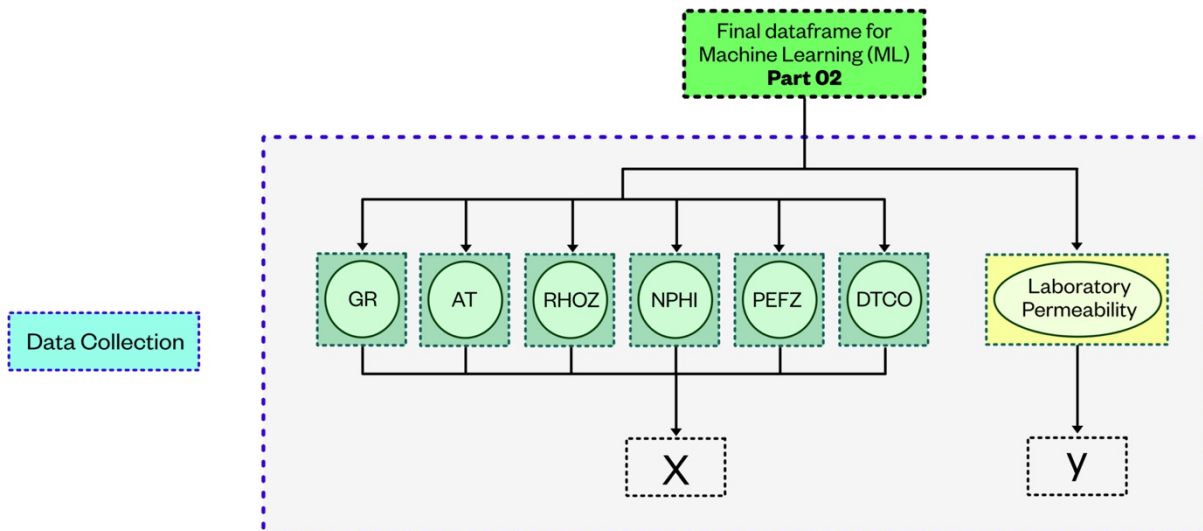 Final dataframe for
Machine Learning (ML)
Part 02
GR
AT
RHOZ
NPHI
PEFZ
DTCO
Laboratory
Permeability
Data Collection
X
y